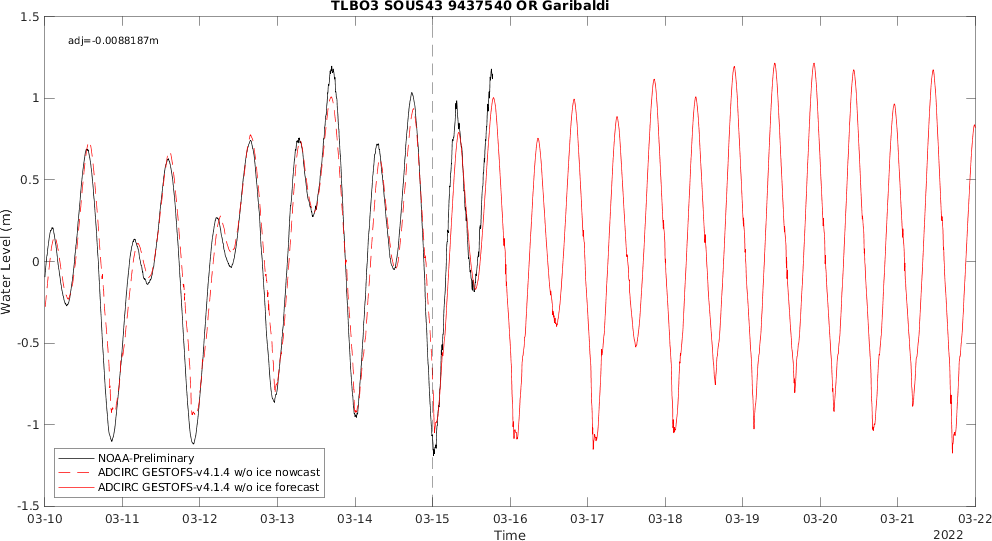 TLBO3 SOUS43 9437540 OR Garibaldi
adj=-0.0088187m
1.5
1
0.5
0
-0.5
-1
-1.5
Water Level (m)
NOAA-Preliminary
ADCIRC GESTOFS-v4.1.4 w/o ice nowcast
ADCIRC GESTOFS-v4.1.4 w/o ice forecast
03-10 03-11 03-12 03-13 03-14 03-15 03-16 03-17 03-18 03-19 03-20 03-21 03-22
Time
2022